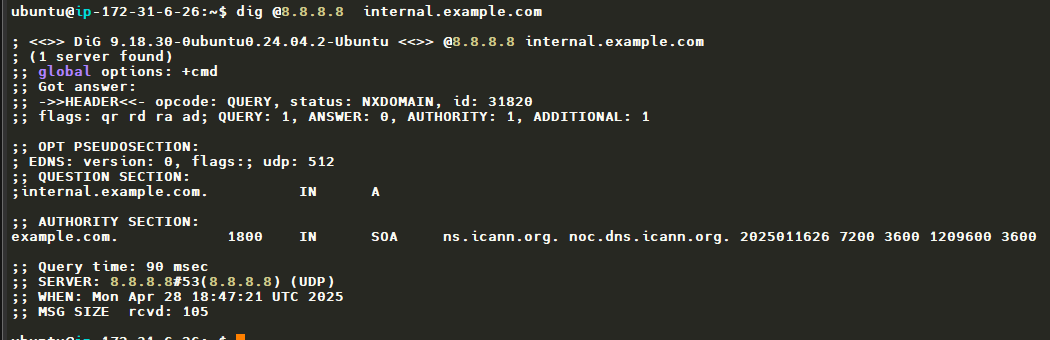 ubuntu@ip-172-31-6-26:~$ dig @8.8.8.8  internal.example.com
; <<>> DiG 9.18.30-0ubuntu0.24.04.2-Ubuntu <<>> @8.8.8.8 internal.example.com
; (1 server found)
;; global options: +cmd
;; Got answer:
;; ->>HEADER<<- opcode: QUERY, status: NXDOMAIN, id: 31820
;; flags: qr rd ra ad; QUERY: 1, ANSWER: 0, AUTHORITY: 1, ADDITIONAL: 1
;; OPT PSEUDOSECTION:
; EDNS: version: 0, flags:; udp: 512
;; QUESTION SECTION:
;internal.example.com. IN A
;; AUTHORITY SECTION:
example.com. 1800 IN SOA ns.icann.org. noc.dns.icann.org. 2025011626 7200 3600 1209600 3600
;; Query time: 90 msec
;; SERVER: 8.8.8.8#53(8.8.8.8) (UDP)
;; WHEN: Mon Apr 28 18:47:21 UTC 2025
;; MSG SIZE  rcvd: 105
ubuntu@ip-172-31-6-26:~$